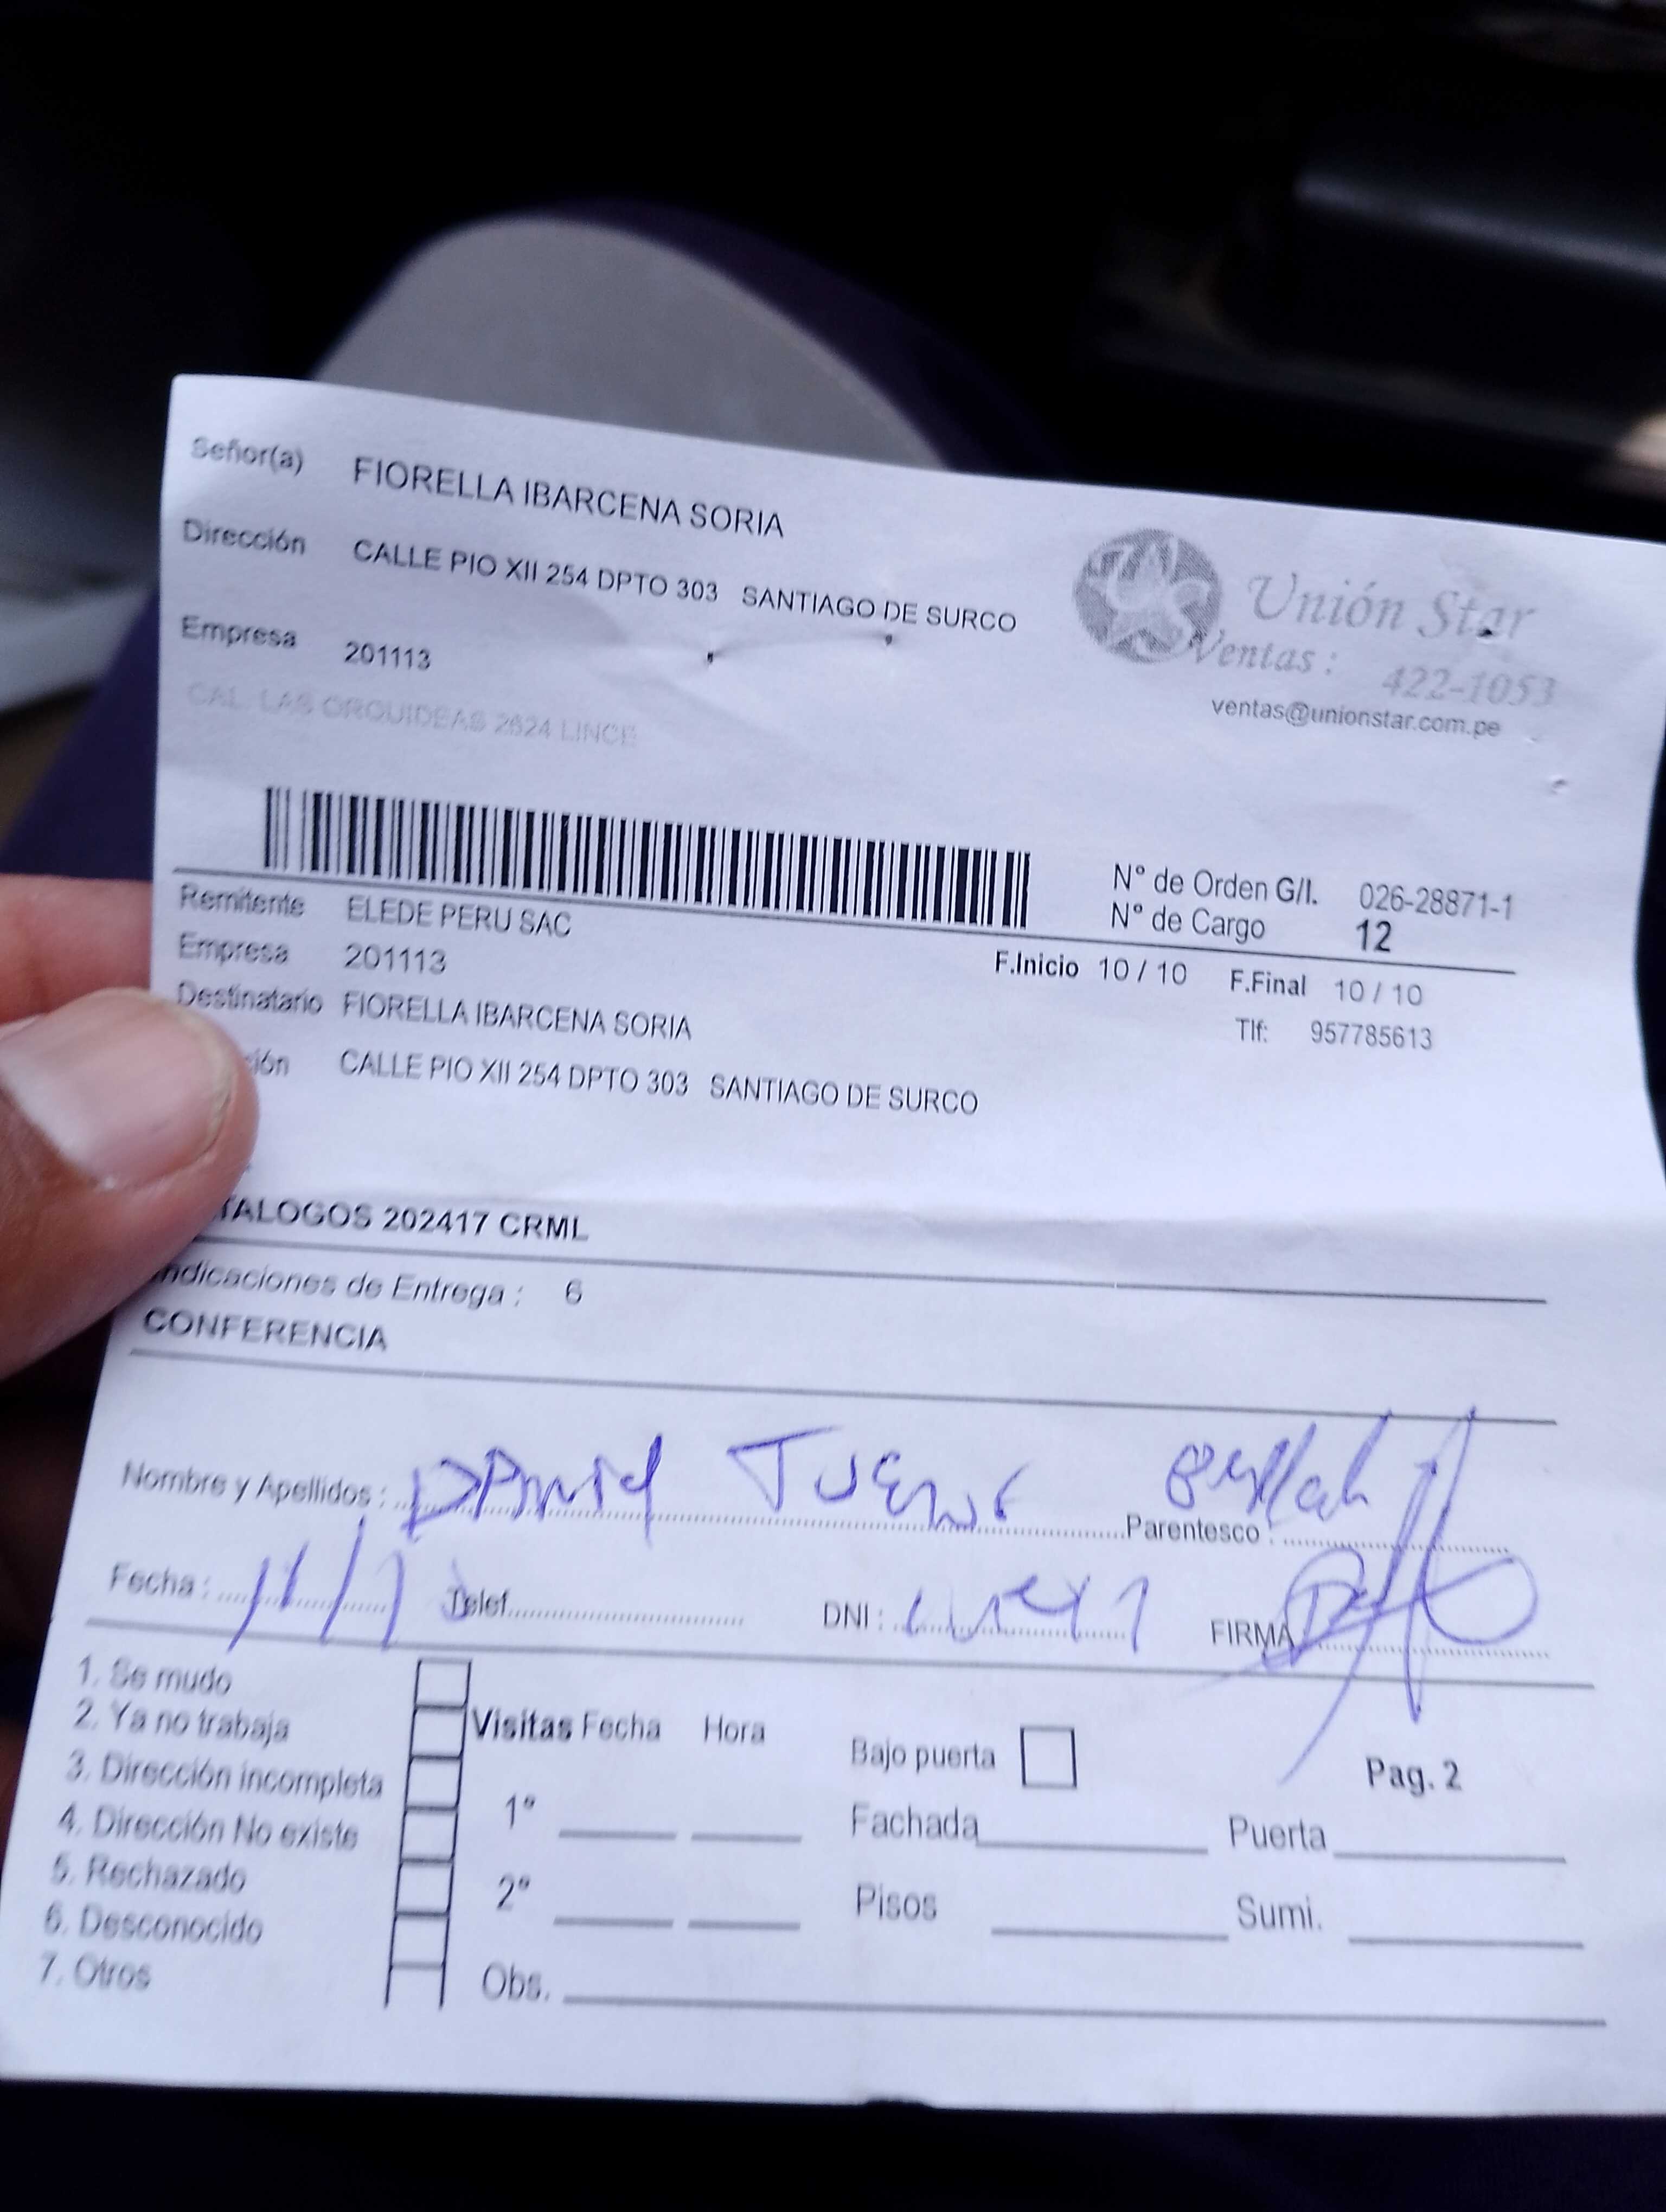 Señor(a) FIORELLA IBARCENA SORIA
Dirección CALLE PIO XII 254 DPTO 303 SANTIAGO DE SURCO
Unión Star
Empresa 201113
Ventas : 422-1053
ventas@unionstar.com.pe
CAL LAS ORQUIDEAS 2624 LINCE
N° de Orden G/I. 026-28871-1
N° de Cargo 12
Remitente ELEDE PERU SAC
Empresa 201113
F.Inicio 10 / 10 F.Final 10 / 10
Destinatario FIORELLA IBARCENA SORIA
Tlf: 957785613
ión CALLE PIO XII 254 DPTO 303 SANTIAGO DE SURCO
TALOGOS 202417 CRML
Indicaciones de Entrega : 6
CONFERENCIA
Nombre y Apellidos : Parentesco :
Fecha : Telef. DNI : FIRMA
1. Se mudo
2. Ya no trabaja
3. Dirección incompleta
4. Dirección No existe
5. Rechazado
6. Desconocido
7. Otros
Visitas Fecha Hora
1°
2°
Obs.
Bajo puerta
Pag. 2
Fachada Puerta
Pisos Sumi.